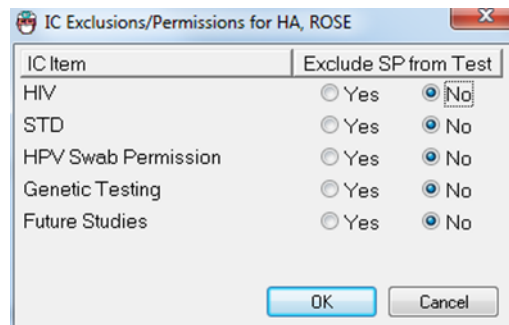 IC Exclusions/Permissions for HA, ROSE
IC Item Exclude SP from Test
HIV Yes No
STD Yes No
HPV Swab Permission Yes No
Genetic Testing Yes No
Future Studies Yes No
OK Cancel